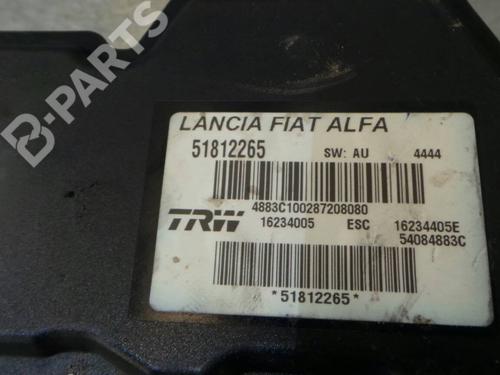 B-PARTS
LANCIA FIAT ALFA
51812265 SW: AU 4444
4883C100287208080
TRW 16234005 ESC 16234405E
54084883C
*51812265*